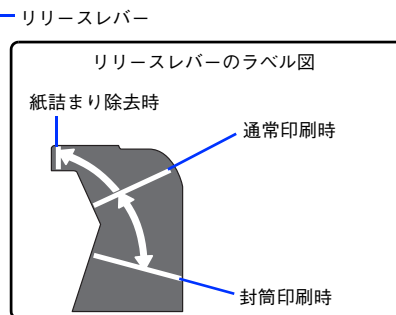 リリースレバー
リリースレバーのラベル図
紙詰まり除去時
通常印刷時
封筒印刷時